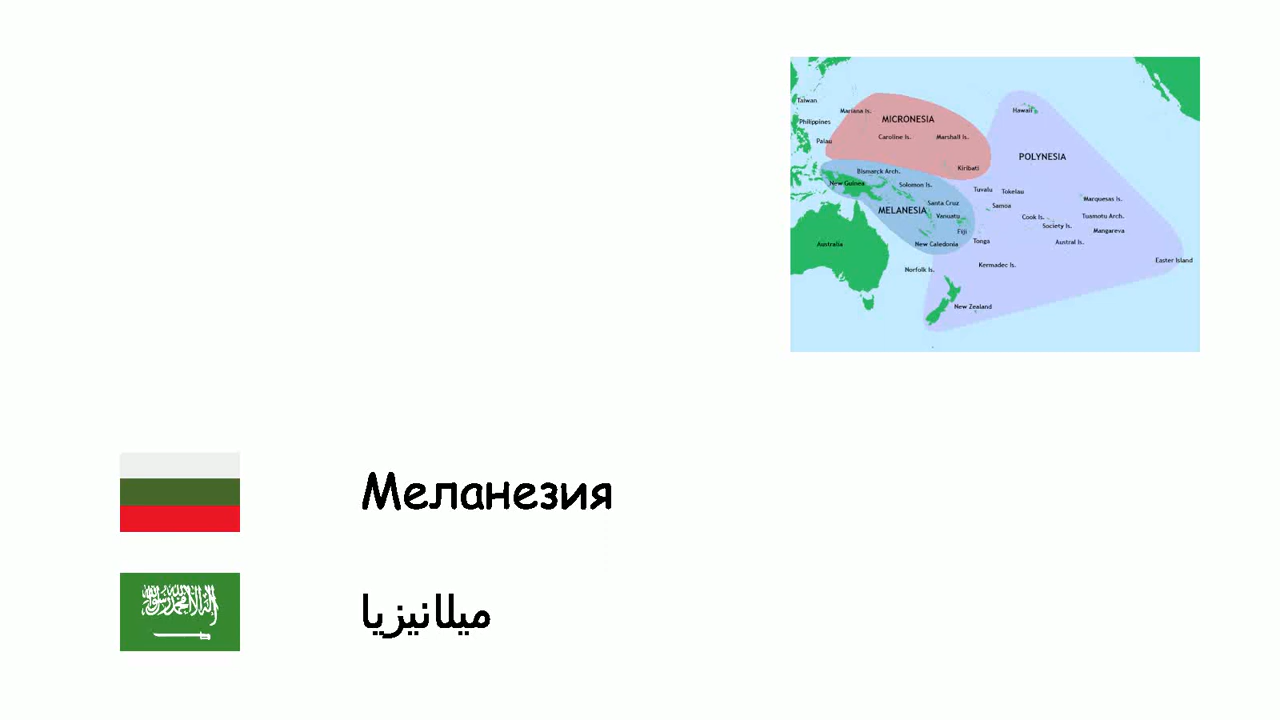 Taiwan
Mariana Is.
MICRONESIA
Philippines
Caroline Is.
Marshall Is.
Palau
Kiribati
Hawaii
POLYNESIA
Bismarck Arch.
New Guinea
Solomon Is.
Tuvalu
Tokelau
Santa Cruz
MELANESIA
Vanuatu
Samoa
Marquesas Is.
Cook Is.
Tuamotu Arch.
Society Is.
Fiji
Mangareva
Australia
New Caledonia
Tonga
Austral Is.
Easter Island
Norfolk Is.
Kermadec Is.
New Zealand
Меланезия
ميلانيزيا